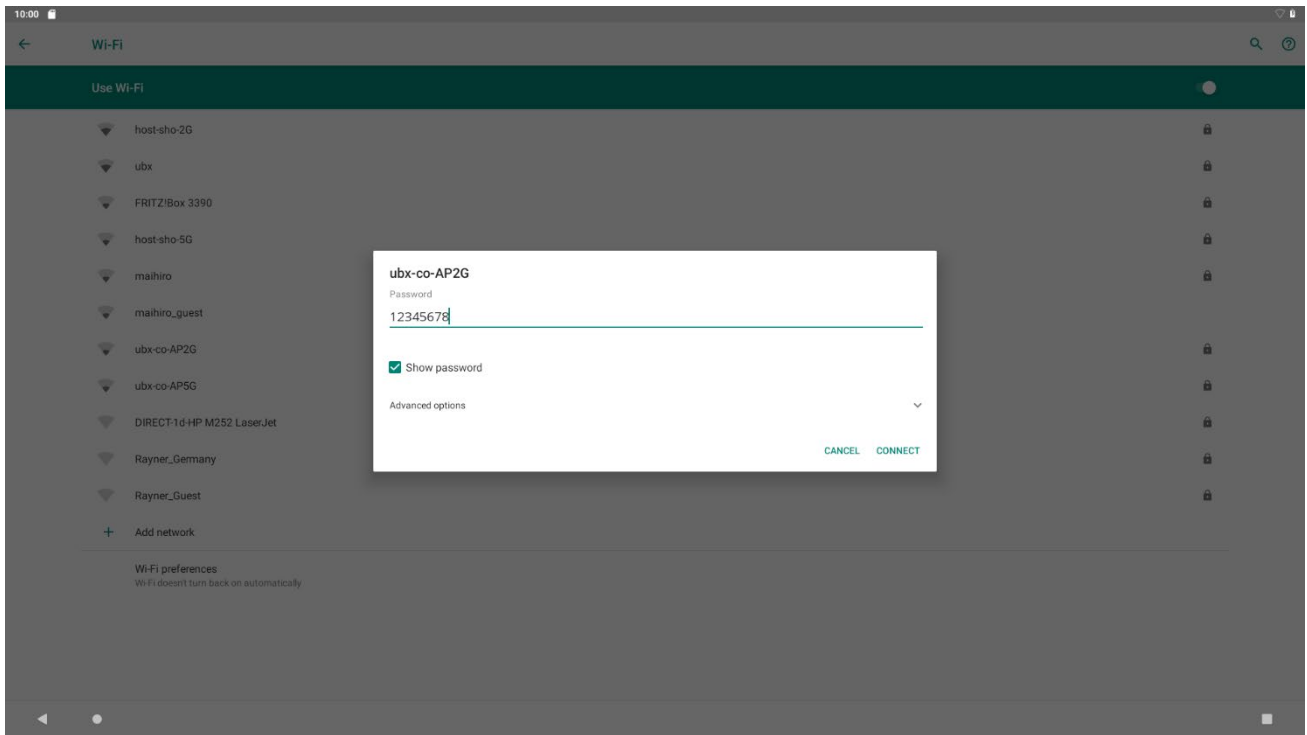 10:00
Wi-Fi
Use Wi-Fi
host-sho-2G
ubx
FRITZ!Box 3390
host-sho-5G
maihiro
maihiro_guest
ubx-co-AP2G
ubx-co-AP5G
DIRECT-1d-HP M252 LaserJet
Rayner_Germany
Rayner_Guest
Add network
Wi-Fi preferences
Wi-Fi doesn't turn back on automatically
ubx-co-AP2G
Password
12345678
Show password
Advanced options
CANCEL CONNECT